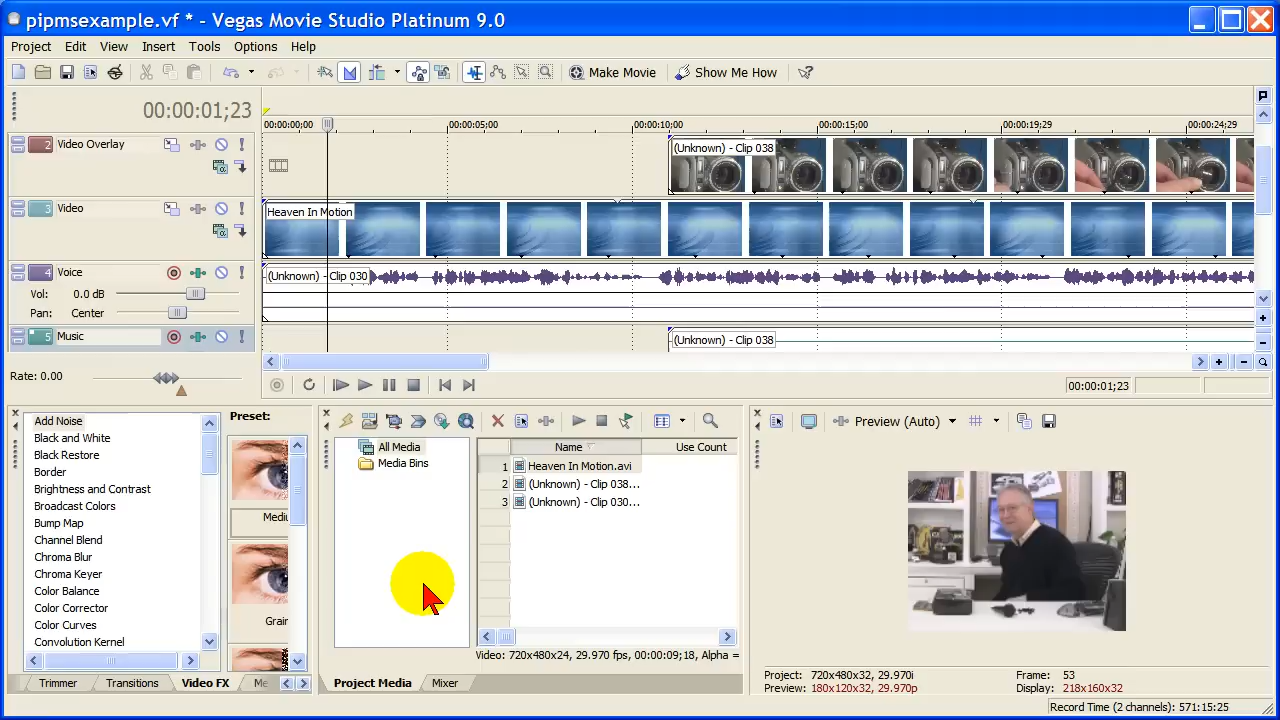 pipmsexample.vf * - Vegas Movie Studio Platinum 9.0
Project Edit View Insert Tools Options Help
Make Movie Show Me How
00:00:01;23
00:00:00;00 00:00:05;00 00:00:10;00 00:00:15;00 00:00:19;29 00:00:24;29
2 Video Overlay
(Unknown) - Clip 038
3 Video
Heaven In Motion
4 Voice
(Unknown) - Clip 030
Vol: 0.0 dB
Pan: Center
5 Music
(Unknown) - Clip 038
Rate: 0.00
00:00:01;23
Add Noise
Black and White
Black Restore
Border
Brightness and Contrast
Broadcast Colors
Bump Map
Channel Blend
Chroma Blur
Chroma Keyer
Color Balance
Color Corrector
Color Curves
Convolution Kernel
Preset:
Mediu
Grain
Trimmer Transitions Video FX Me
All Media
Media Bins
Name Use Count
1 Heaven In Motion.avi
2 (Unknown) - Clip 038...
3 (Unknown) - Clip 030...
Video: 720x480x24, 29.970 fps, 00:00:09;18, Alpha =
Project Media Mixer
Preview (Auto)
Project: 720x480x32, 29.970i
Preview: 180x120x32, 29.970p
Frame: 53
Display: 218x160x32
Record Time (2 channels): 571:15:25